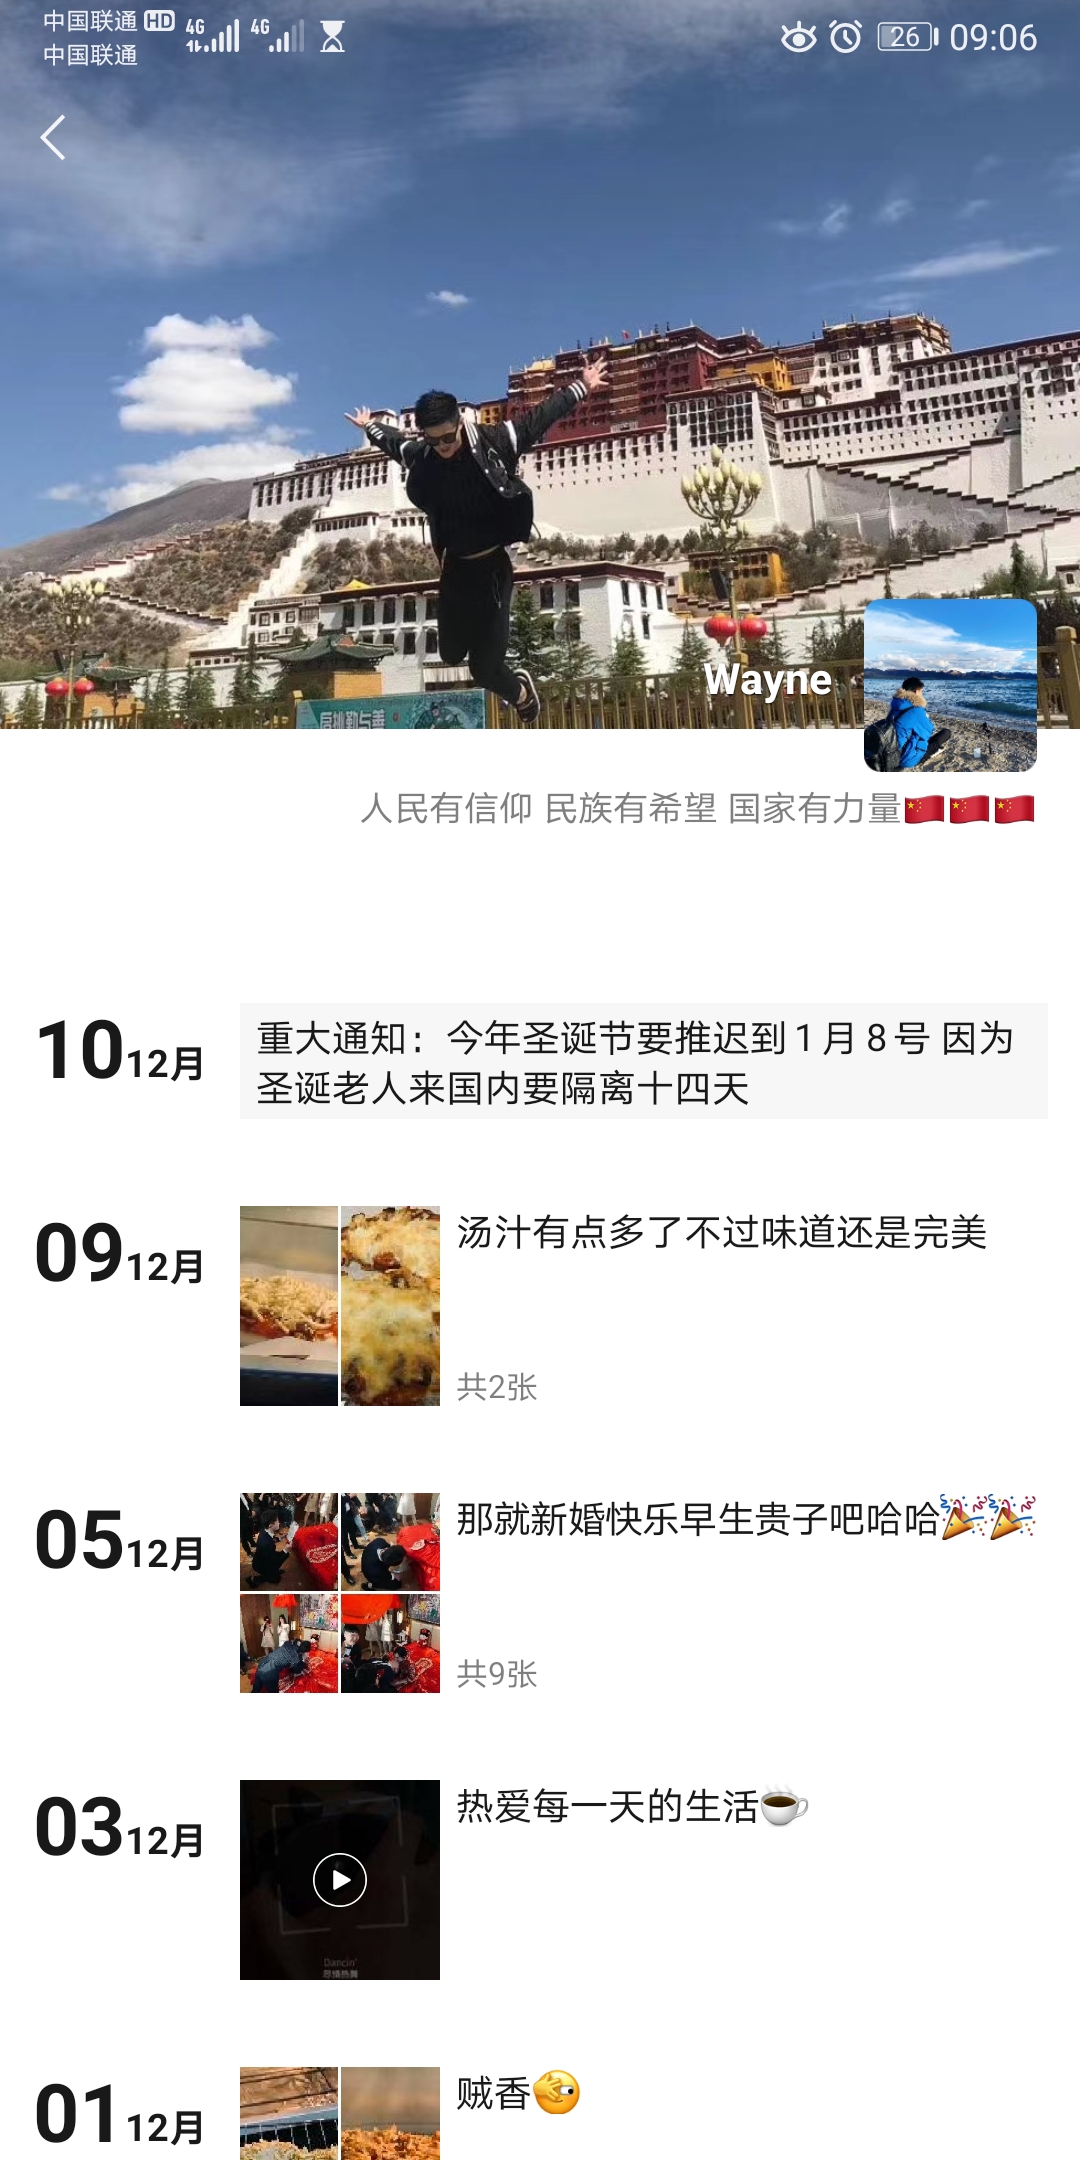 中国联通 HD 4G 4G 26 09:06
中国联通
Wayne
人民有信仰 民族有希望 国家有力量🇨🇳🇨🇳🇨🇳
10 12月
重大通知：今年圣诞节要推迟到1月8号 因为
圣诞老人来国内要隔离十四天
09 12月
汤汁有点多了不过味道还是完美
共2张
05 12月
那就新婚快乐早生贵子吧哈哈🎉🎉
共9张
03 12月
热爱每一天的生活☕
Dancin'
01 12月
贼香